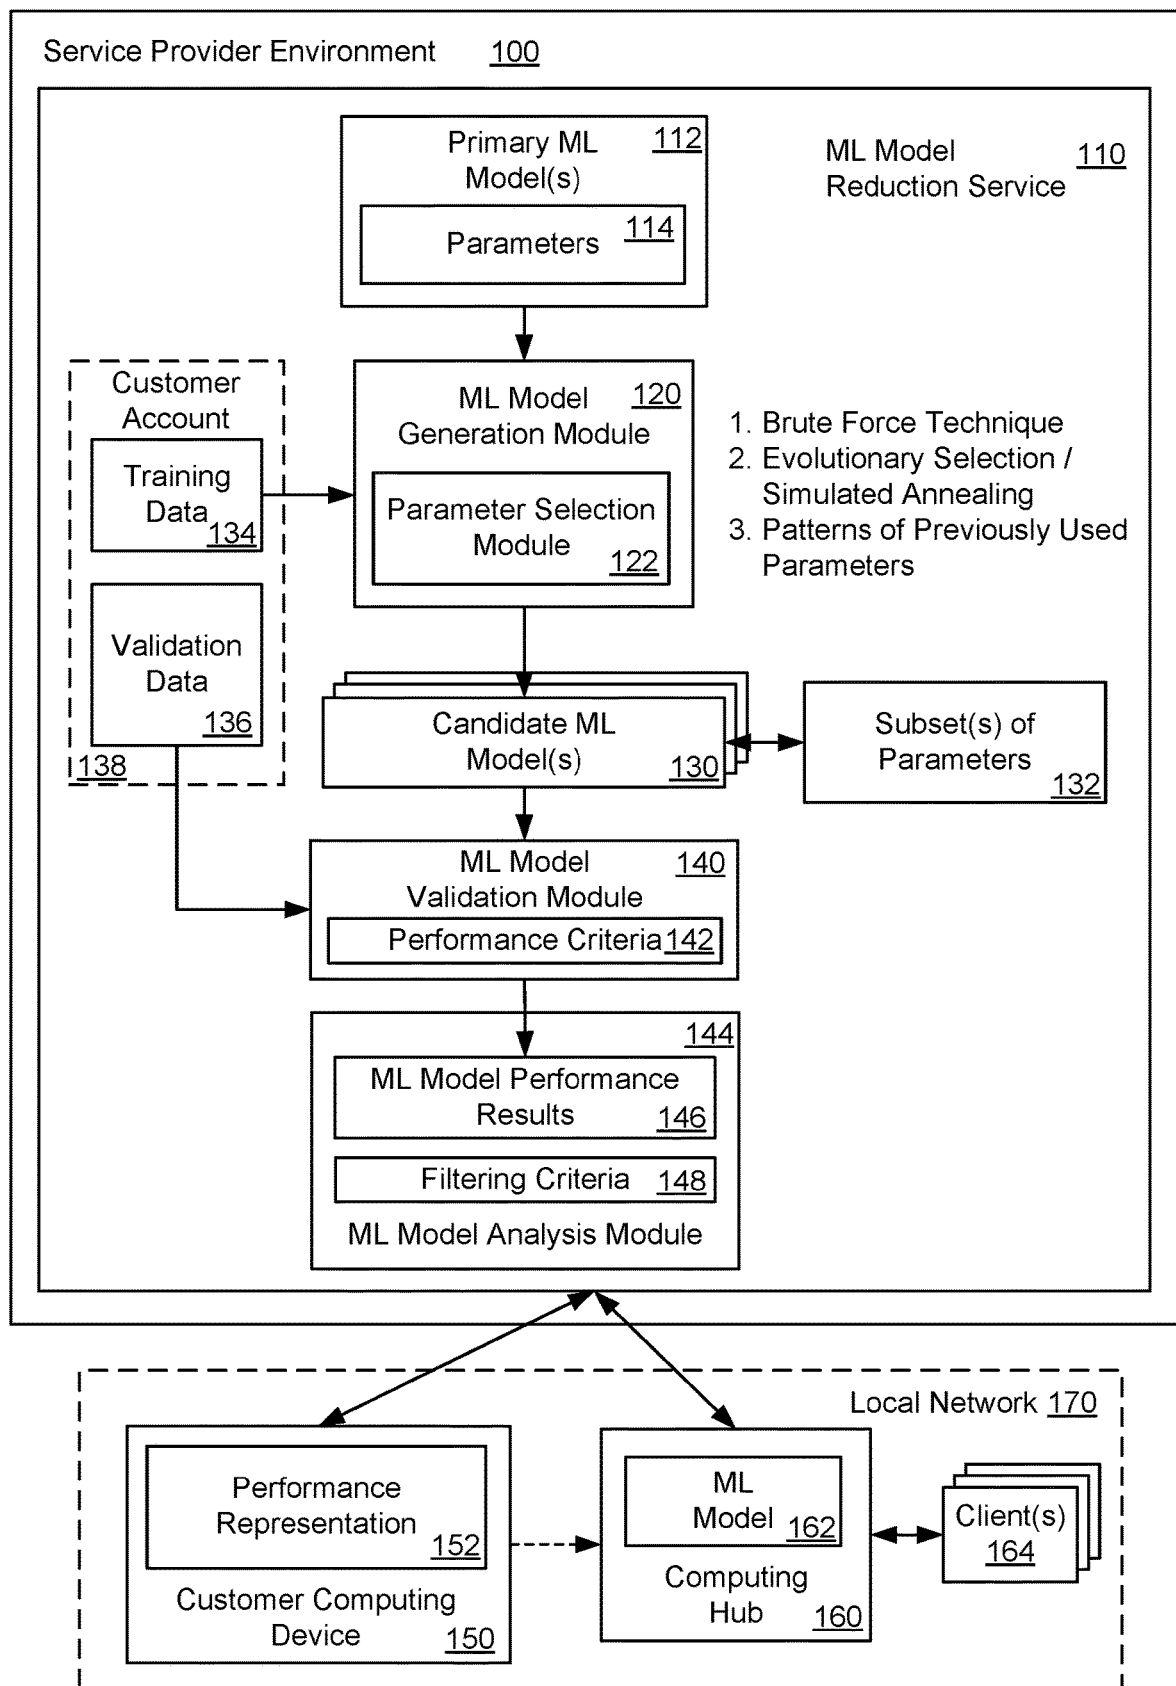 Service Provider Environment 100
ML Model 110
Reduction Service
Primary ML 112
Model(s)
Parameters 114
Customer
Account
Training
Data 134
Validation
Data
136
138
ML Model 120
Generation Module
Parameter Selection
Module 122
1. Brute Force Technique
2. Evolutionary Selection /
Simulated Annealing
3. Patterns of Previously Used
Parameters
Candidate ML
Model(s) 130
Subset(s) of
Parameters
132
ML Model 140
Validation Module
Performance Criteria 142
144
ML Model Performance
Results 146
Filtering Criteria 148
ML Model Analysis Module
Local Network 170
Performance
Representation
152
Customer Computing
Device 150
ML
Model 162
Computing
Hub 160
Client(s)
164